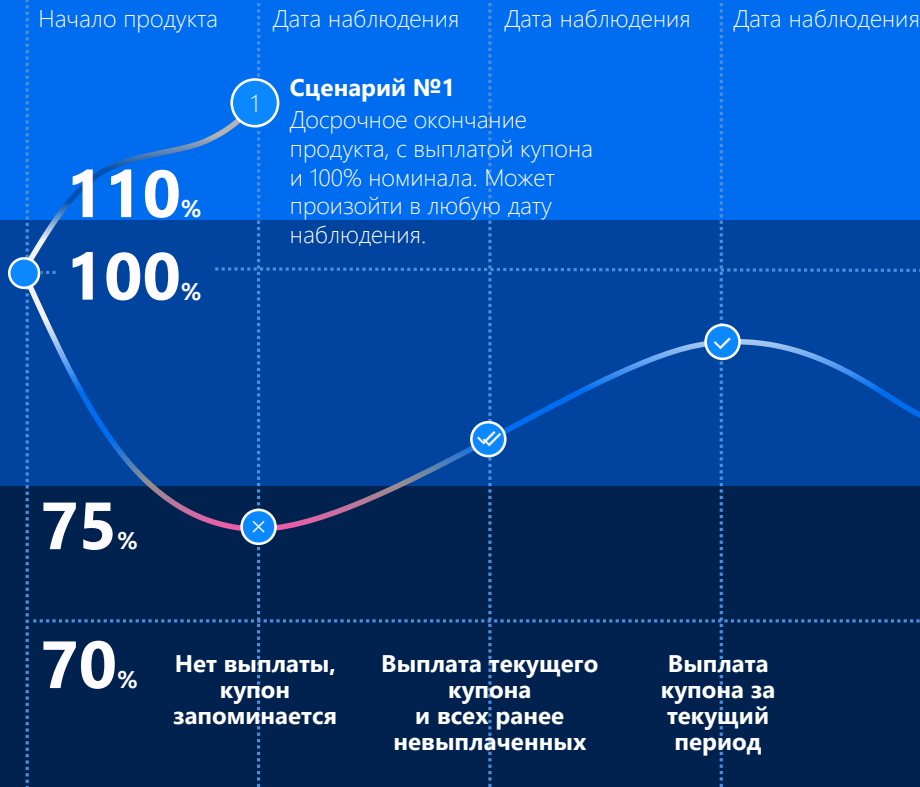 Начало продукта
Дата наблюдения
Дата наблюдения
Дата наблюдения
1
Сценарий №1
Досрочное окончание
продукта, с выплатой купона
и 100% номинала. Может
произойти в любую дату
наблюдения.
110%
100%
75%
70%
Нет выплаты,
купон
запоминается
Выплата текущего
купона
и всех ранее
невыплаченных
Выплата
купона за
текущий
период